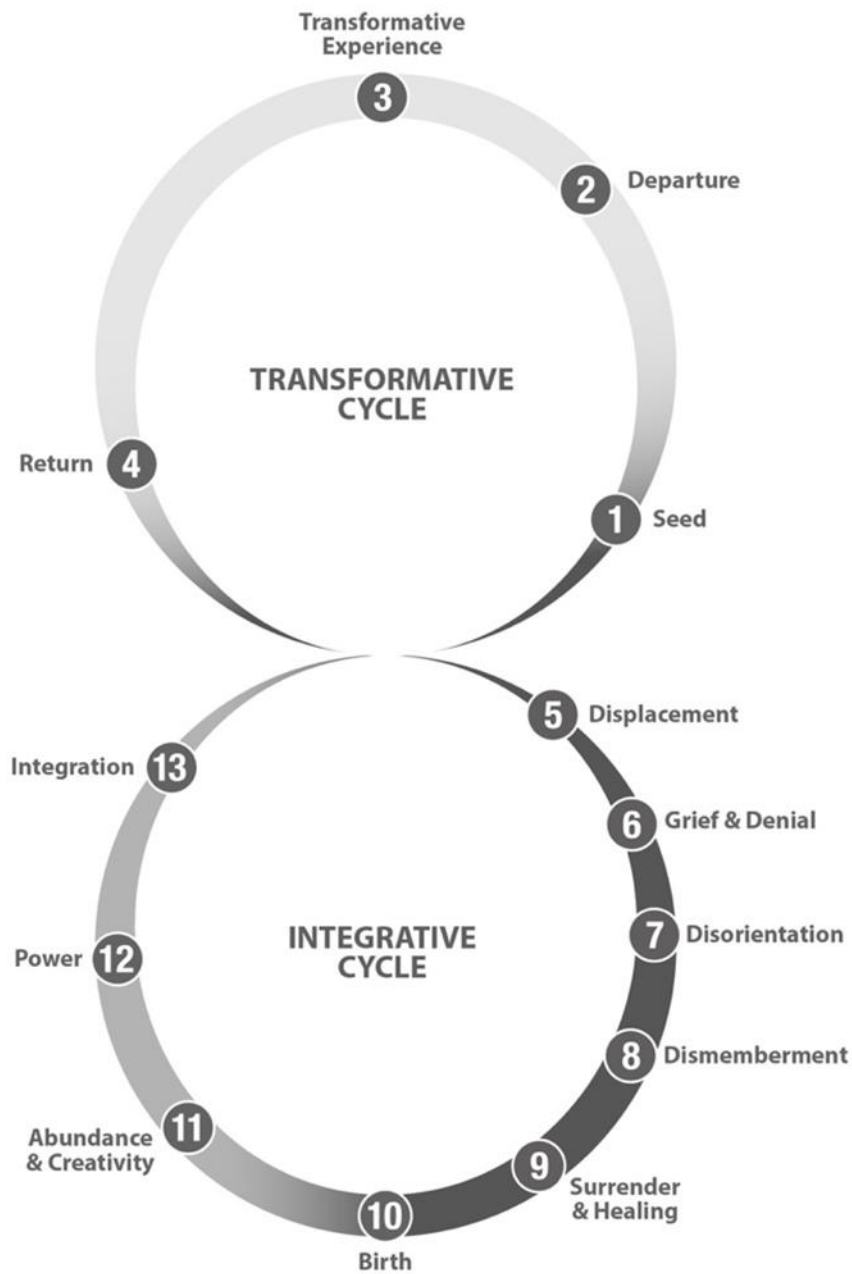 Transformative
Experience
3
2
Departure
TRANSFORMATIVE
CYCLE
Return
4
1
Seed
5
Displacement
Integration
13
6
Grief & Denial
INTEGRATIVE
CYCLE
7
Disorientation
Power
12
8
Dismemberment
11
Abundance
& Creativity
9
Surrender
& Healing
10
Birth